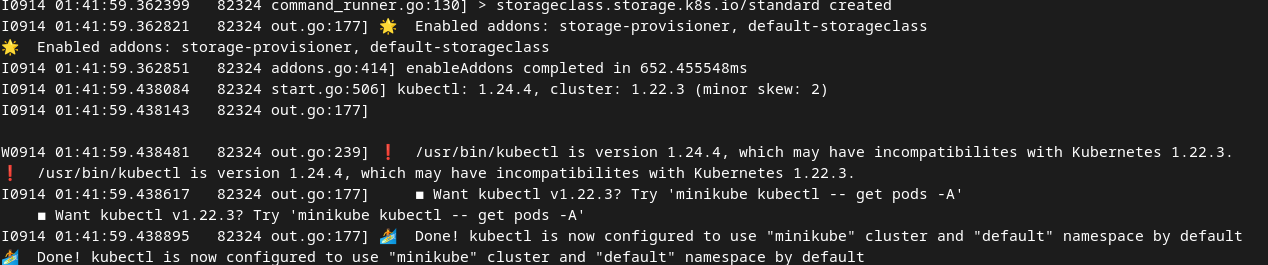 I0914 01:41:59.362399   82324 command_runner.go:130] > storageclass.storage.k8s.io/standard created
I0914 01:41:59.362821   82324 out.go:177] 🌟  Enabled addons: storage-provisioner, default-storageclass
🌟  Enabled addons: storage-provisioner, default-storageclass
I0914 01:41:59.362851   82324 addons.go:414] enableAddons completed in 652.455548ms
I0914 01:41:59.438084   82324 start.go:506] kubectl: 1.24.4, cluster: 1.22.3 (minor skew: 2)
I0914 01:41:59.438143   82324 out.go:177]
W0914 01:41:59.438481   82324 out.go:239] ❗  /usr/bin/kubectl is version 1.24.4, which may have incompatibilites with Kubernetes 1.22.3.
❗  /usr/bin/kubectl is version 1.24.4, which may have incompatibilites with Kubernetes 1.22.3.
I0914 01:41:59.438617   82324 out.go:177]     ▪ Want kubectl v1.22.3? Try 'minikube kubectl -- get pods -A'
    ▪ Want kubectl v1.22.3? Try 'minikube kubectl -- get pods -A'
I0914 01:41:59.438895   82324 out.go:177] 🏄  Done! kubectl is now configured to use "minikube" cluster and "default" namespace by default
🏄  Done! kubectl is now configured to use "minikube" cluster and "default" namespace by default